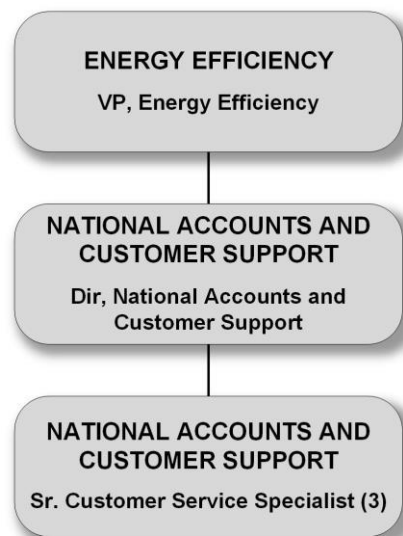 ENERGY EFFICIENCY
VP, Energy Efficiency
NATIONAL ACCOUNTS AND
CUSTOMER SUPPORT
Dir, National Accounts and
Customer Support
NATIONAL ACCOUNTS AND
CUSTOMER SUPPORT
Sr. Customer Service Specialist (3)